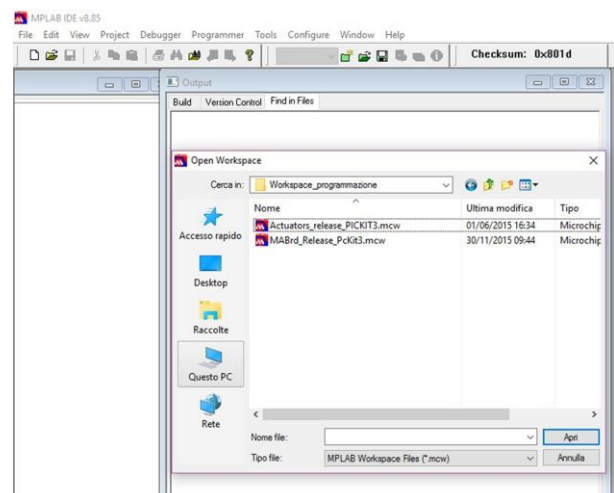 MPLAB IDE v8.85
File Edit View Project Debugger Programmer Tools Configure Window Help
Checksum: 0x801d
Output
Build Version Control Find in Files
Open Workspace
Cerca in: Workspace_programmazione
Nome Ultima modifica Tipo
Actuators_release_PICKIT3.mcw 01/06/2015 16:34 Microchip
MABrd_Release_PcKit3.mcw 30/11/2015 09:44 Microchip
Accesso rapido
Desktop
Raccolte
Questo PC
Rete
Nome file: Apri
Tipo file: MPLAB Workspace Files (*.mcw) Annulla